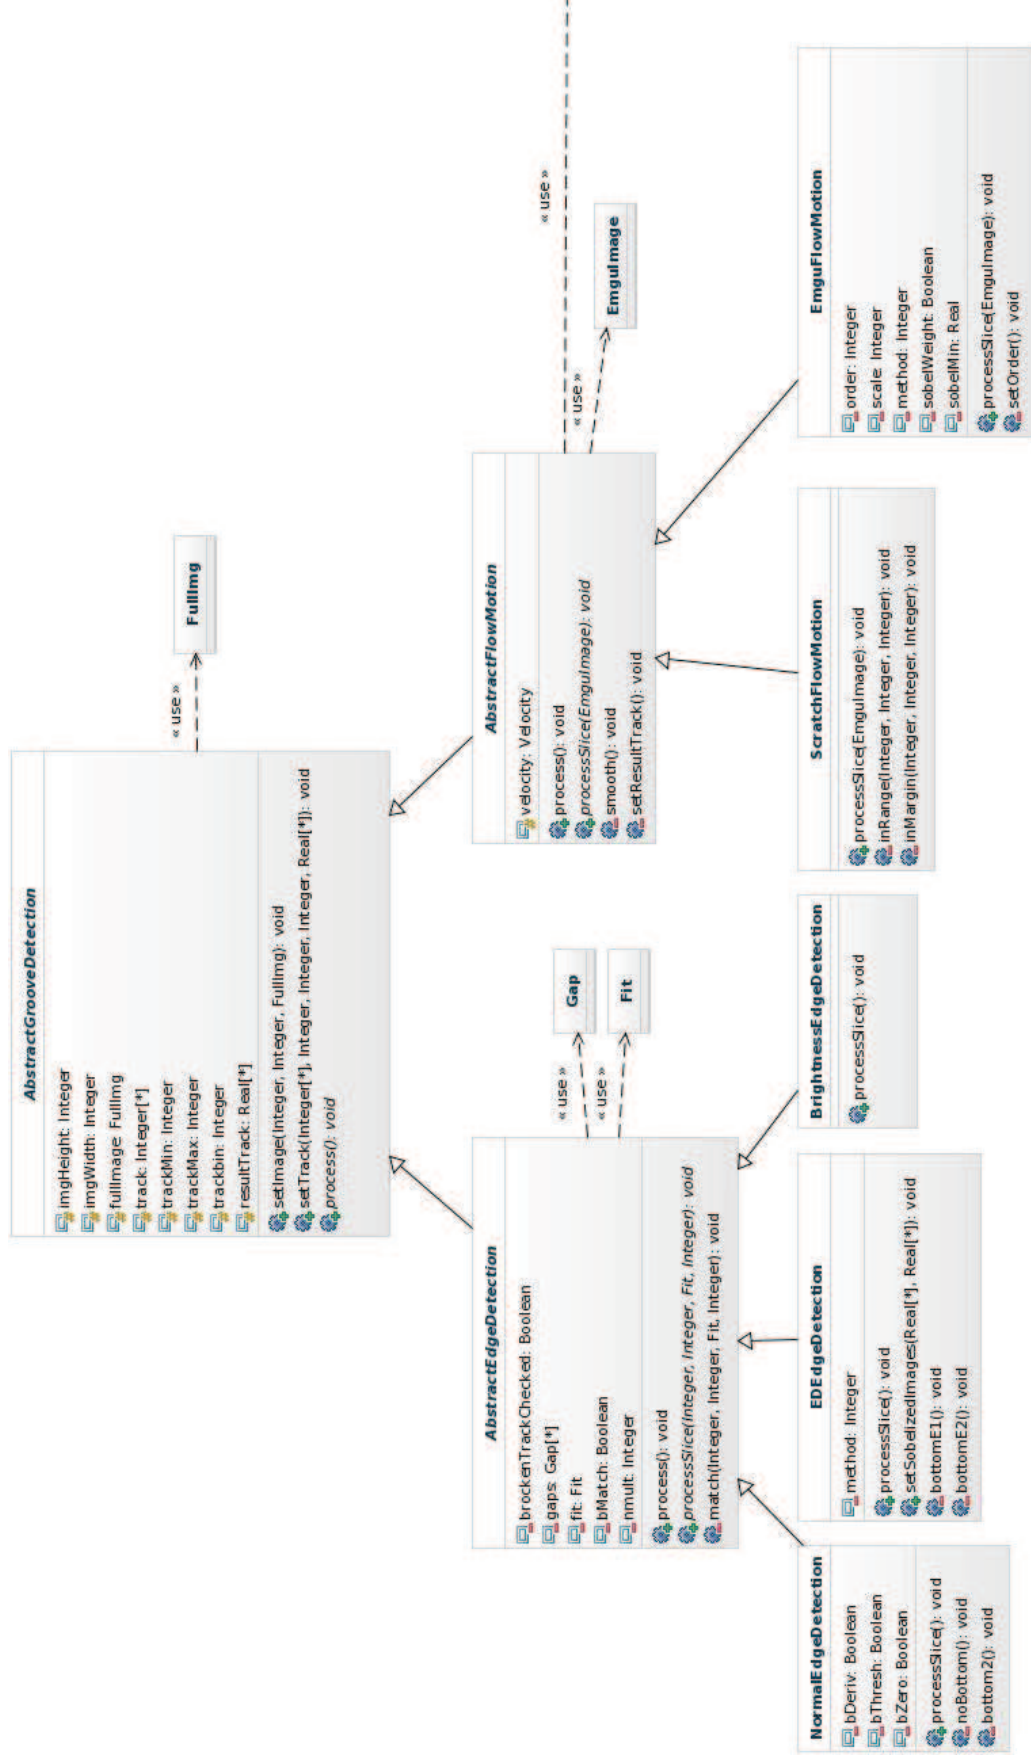 AbstractGrooveDetection
imgHeight: Integer
imgWidth: Integer
fullImage: FullImg
track: Integer[*]
trackMin: Integer
trackMax: Integer
trackbin: Integer
resultTrack: Real[*]
setImage(Integer, Integer, FullImg): void
setTrack(Integer[*], Integer, Integer, Integer, Real[*]): void
process(): void
« use »
FullImg
AbstractEdgeDetection
brockenTrackChecked: Boolean
gaps: Gap[*]
fit: Fit
bMatch: Boolean
nmult: Integer
process(): void
processSlice(Integer, Integer, Fit, Integer): void
match(Integer, Integer, Fit, Integer): void
« use »
Gap
« use »
Fit
AbstractFlowMotion
velocity: Velocity
process(): void
processSlice(EmguImage): void
smooth(): void
setResultTrack(): void
« use »
« use »
EmguImage
NormalEdgeDetection
bDeriv: Boolean
bThresh: Boolean
bZero: Boolean
processSlice(): void
noBottom(): void
bottom2(): void
EDEdgeDetection
method: Integer
processSlice(): void
setSobelizedImages(Real[*], Real[*]): void
bottomE1(): void
bottomE2(): void
BrightnessEdgeDetection
processSlice(): void
ScratchFlowMotion
processSlice(EmguImage): void
inRange(Integer, Integer, Integer): void
inMargin(Integer, Integer, Integer): void
EmguFlowMotion
order: Integer
scale: Integer
method: Integer
sobelWeight: Boolean
sobelMin: Real
processSlice(EmguImage): void
setOrder(): void